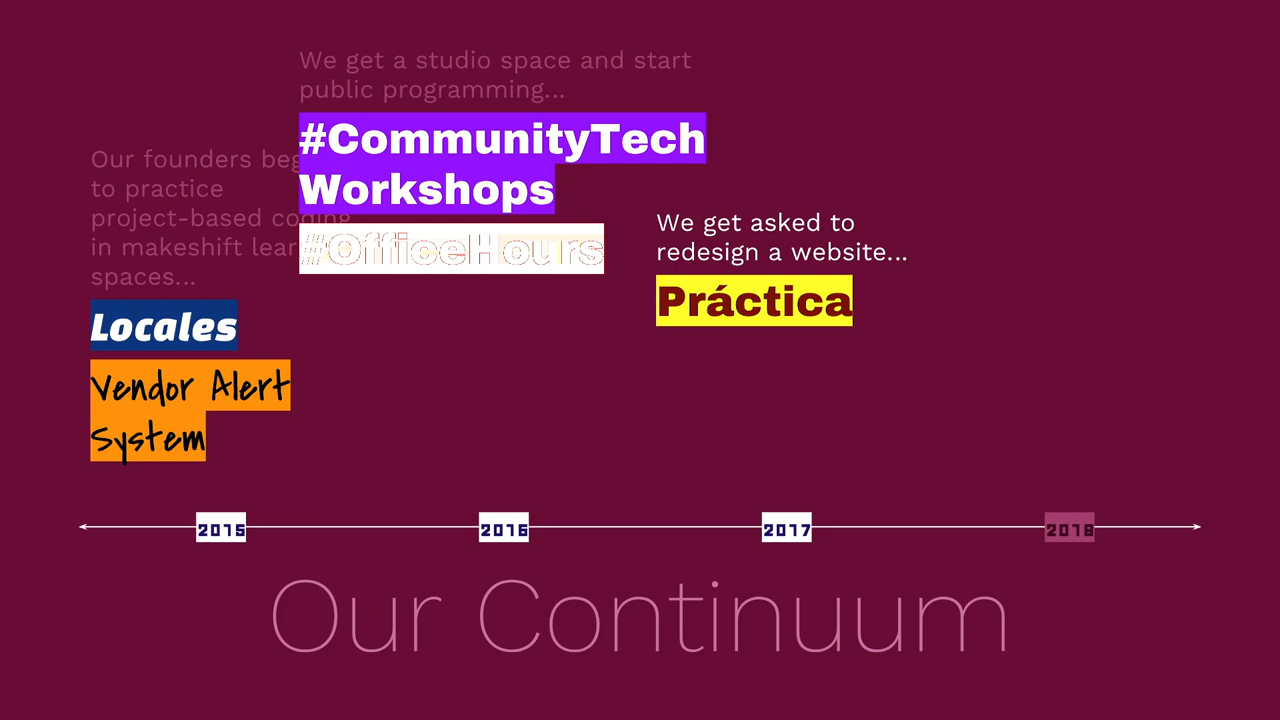 We get a studio space and start
public programming...
#CommunityTech
Workshops
#OfficeHours
Our founders beg
to practice
project-based coding
in makeshift lear
spaces...
Locales
Vendor Alert
System
We get asked to
redesign a website...
Práctica
2015
2016
2017
2018
Our Continuum